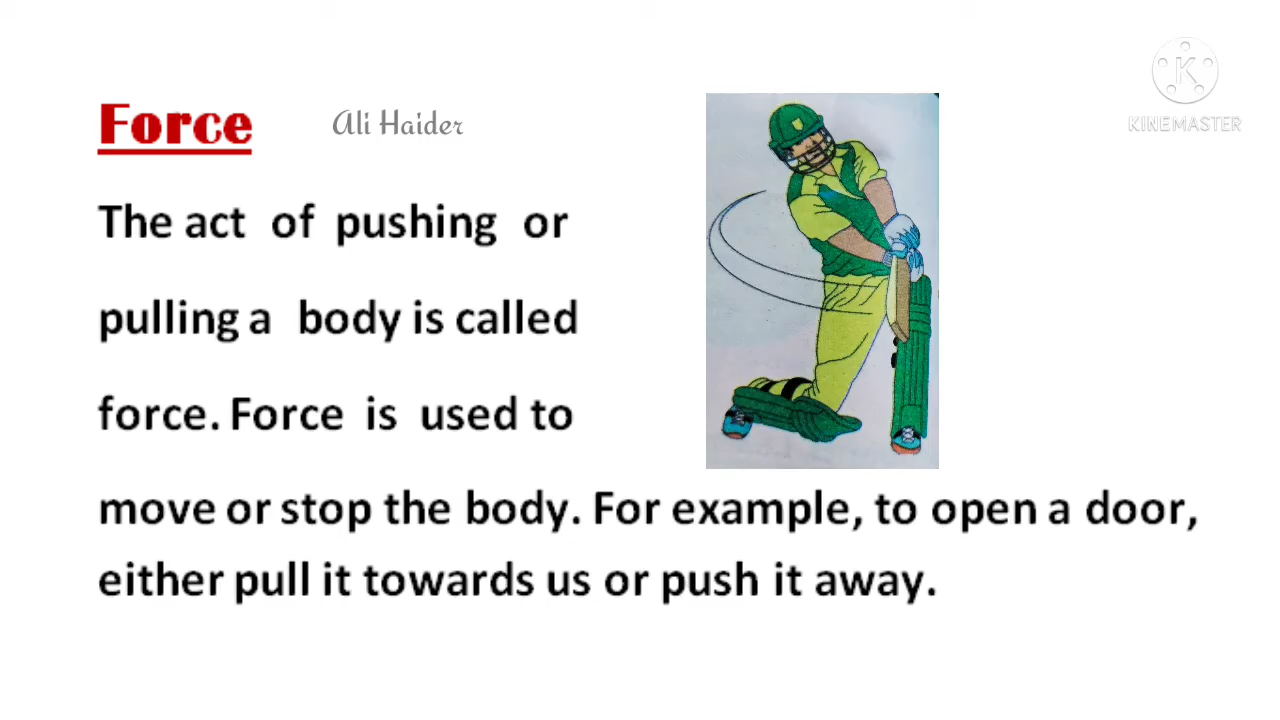 Force Ali Haider
KINEMASTER
The act of pushing or
pulling a body is called
force. Force is used to
move or stop the body. For example, to open a door,
either pull it towards us or push it away.